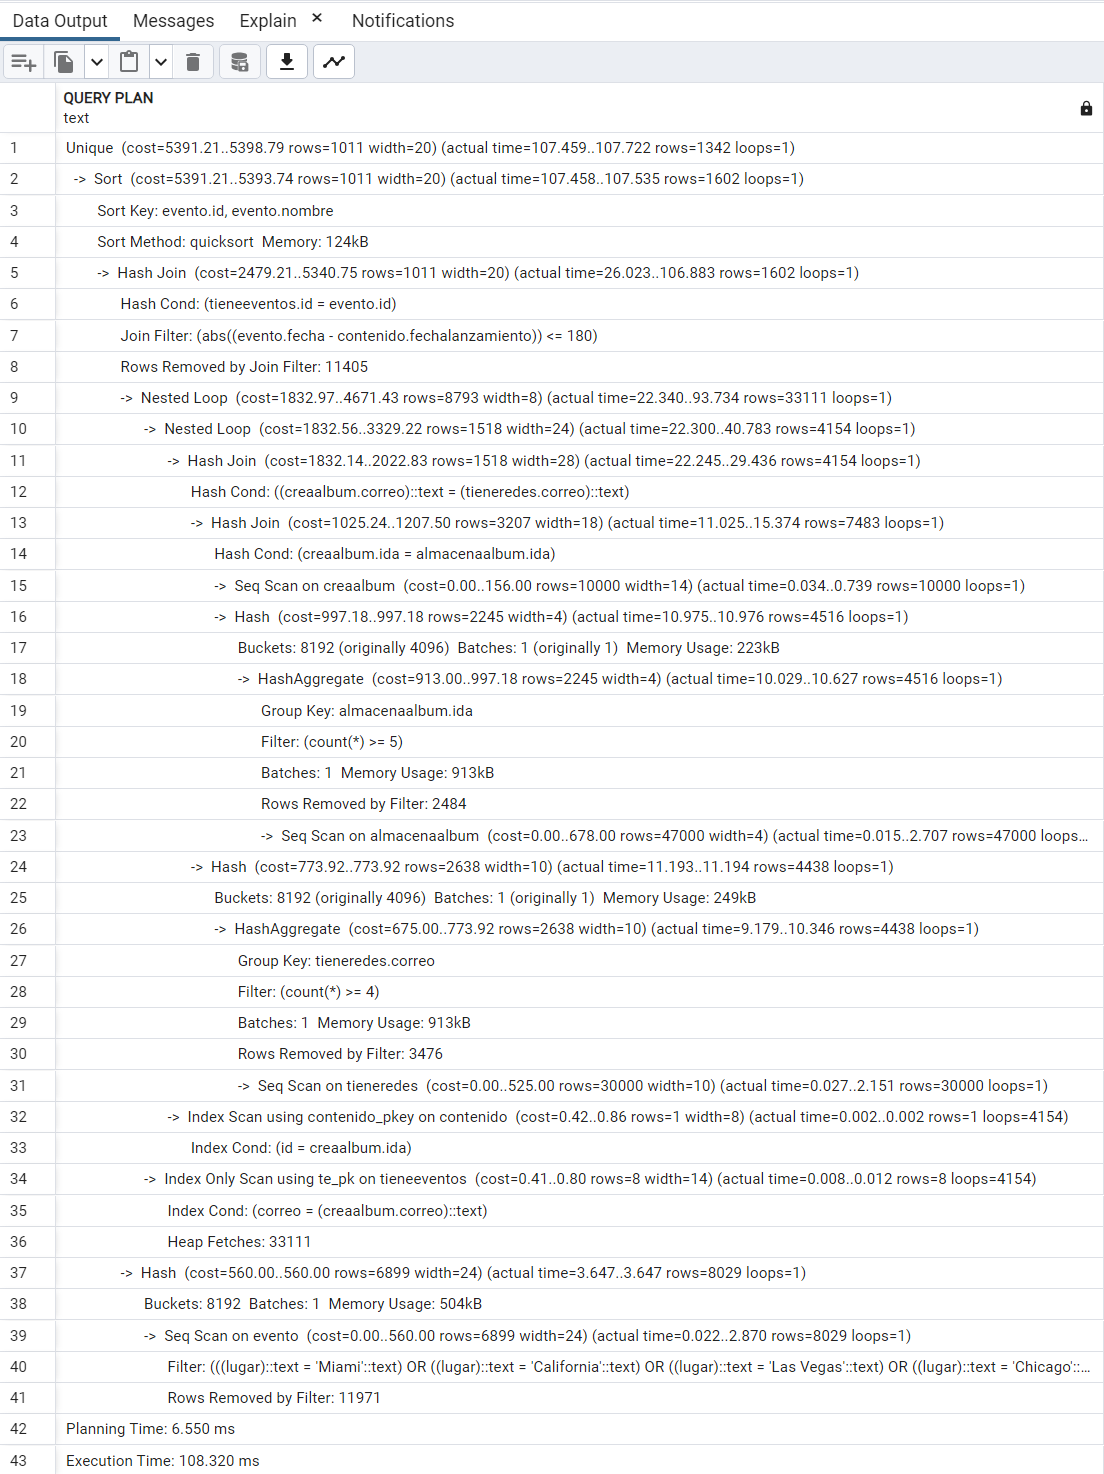 Data Output Messages Explain × Notifications
QUERY PLAN
text
1 Unique (cost=5391.21..5398.79 rows=1011 width=20) (actual time=107.459..107.722 rows=1342 loops=1)
2 -> Sort (cost=5391.21..5393.74 rows=1011 width=20) (actual time=107.458..107.535 rows=1602 loops=1)
3 Sort Key: evento.id, evento.nombre
4 Sort Method: quicksort Memory: 124kB
5 -> Hash Join (cost=2479.21..5340.75 rows=1011 width=20) (actual time=26.023..106.883 rows=1602 loops=1)
6 Hash Cond: (tieneeventos.id = evento.id)
7 Join Filter: (abs((evento.fecha - contenido.fechalanzamiento)) <= 180)
8 Rows Removed by Join Filter: 11405
9 -> Nested Loop (cost=1832.97..4671.43 rows=8793 width=8) (actual time=22.340..93.734 rows=33111 loops=1)
10 -> Nested Loop (cost=1832.56..3329.22 rows=1518 width=24) (actual time=22.300..40.783 rows=4154 loops=1)
11 -> Hash Join (cost=1832.14..2022.83 rows=1518 width=28) (actual time=22.245..29.436 rows=4154 loops=1)
12 Hash Cond: ((creaalbum.correo)::text = (tieneredes.correo)::text)
13 -> Hash Join (cost=1025.24..1207.50 rows=3207 width=18) (actual time=11.025..15.374 rows=7483 loops=1)
14 Hash Cond: (creaalbum.ida = almacenaalbum.ida)
15 -> Seq Scan on creaalbum (cost=0.00..156.00 rows=10000 width=14) (actual time=0.034..0.739 rows=10000 loops=1)
16 -> Hash (cost=997.18..997.18 rows=2245 width=4) (actual time=10.975..10.976 rows=4516 loops=1)
17 Buckets: 8192 (originally 4096) Batches: 1 (originally 1) Memory Usage: 223kB
18 -> HashAggregate (cost=913.00..997.18 rows=2245 width=4) (actual time=10.029..10.627 rows=4516 loops=1)
19 Group Key: almacenaalbum.ida
20 Filter: (count(*) >= 5)
21 Batches: 1 Memory Usage: 913kB
22 Rows Removed by Filter: 2484
23 -> Seq Scan on almacenaalbum (cost=0.00..678.00 rows=47000 width=4) (actual time=0.015..2.707 rows=47000 loops...
24 -> Hash (cost=773.92..773.92 rows=2638 width=10) (actual time=11.193..11.194 rows=4438 loops=1)
25 Buckets: 8192 (originally 4096) Batches: 1 (originally 1) Memory Usage: 249kB
26 -> HashAggregate (cost=675.00..773.92 rows=2638 width=10) (actual time=9.179..10.346 rows=4438 loops=1)
27 Group Key: tieneredes.correo
28 Filter: (count(*) >= 4)
29 Batches: 1 Memory Usage: 913kB
30 Rows Removed by Filter: 3476
31 -> Seq Scan on tieneredes (cost=0.00..525.00 rows=30000 width=10) (actual time=0.027..2.151 rows=30000 loops=1)
32 -> Index Scan using contenido_pkey on contenido (cost=0.42..0.86 rows=1 width=8) (actual time=0.002..0.002 rows=1 loops=4154)
33 Index Cond: (id = creaalbum.ida)
34 -> Index Only Scan using te_pk on tieneeventos (cost=0.41..0.80 rows=8 width=14) (actual time=0.008..0.012 rows=8 loops=4154)
35 Index Cond: (correo = (creaalbum.correo)::text)
36 Heap Fetches: 33111
37 -> Hash (cost=560.00..560.00 rows=6899 width=24) (actual time=3.647..3.647 rows=8029 loops=1)
38 Buckets: 8192 Batches: 1 Memory Usage: 504kB
39 -> Seq Scan on evento (cost=0.00..560.00 rows=6899 width=24) (actual time=0.022..2.870 rows=8029 loops=1)
40 Filter: (((lugar)::text = 'Miami'::text) OR ((lugar)::text = 'California'::text) OR ((lugar)::text = 'Las Vegas'::text) OR ((lugar)::text = 'Chicago'::...
41 Rows Removed by Filter: 11971
42 Planning Time: 6.550 ms
43 Execution Time: 108.320 ms